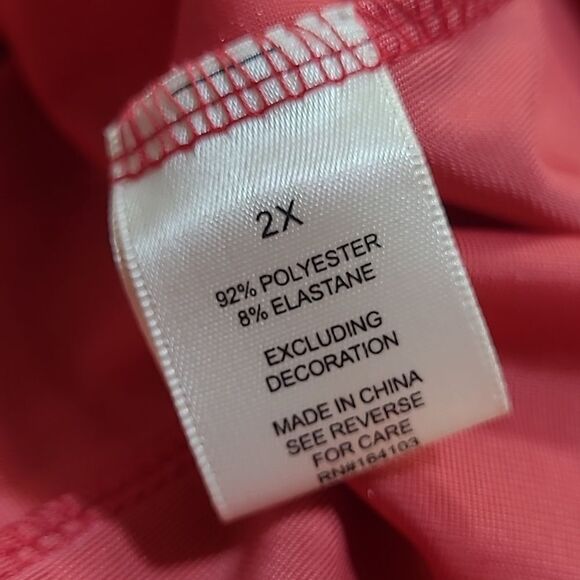 2X
92% POLYESTER
8% ELASTANE
EXCLUDING
DECORATION
MADE IN CHINA
SEE REVERSE
FOR CARE
RN#164103